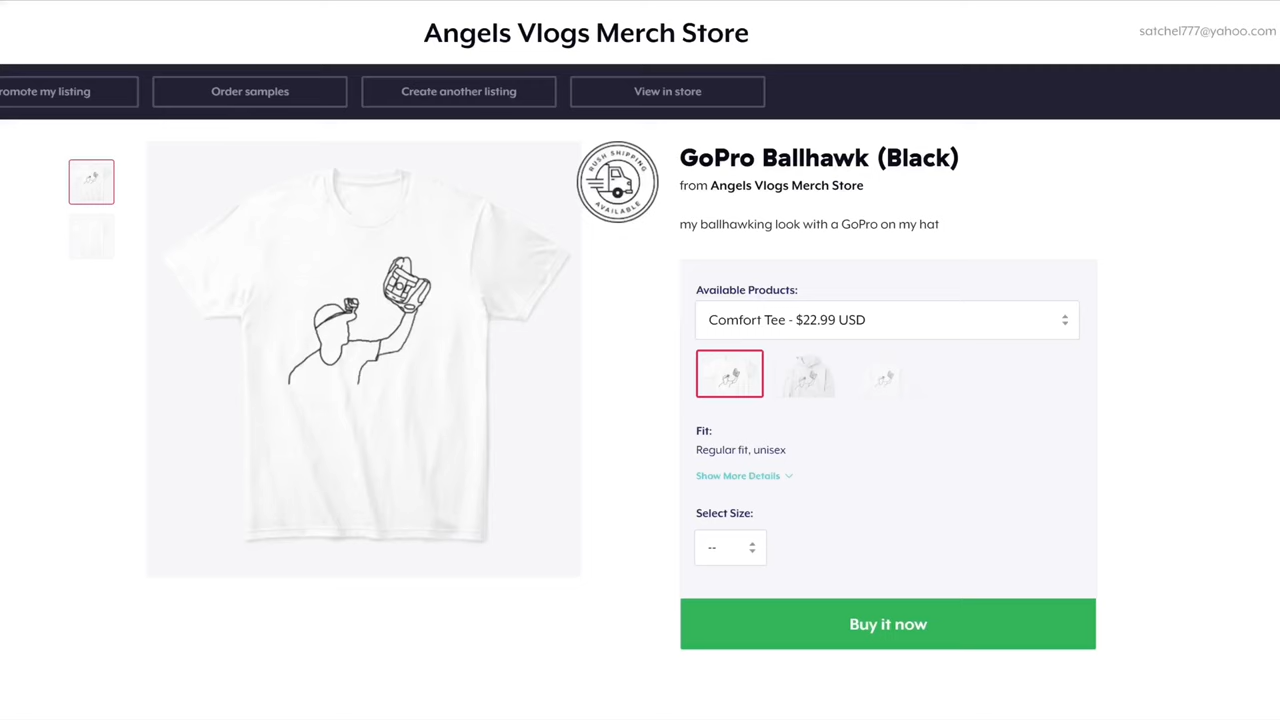 Angels Vlogs Merch Store
satchel777@yahoo.com
romote my listing
Order samples
Create another listing
View in store
RUSH SHIPPING
AVAILABLE
GoPro Ballhawk (Black)
from Angels Vlogs Merch Store
my ballhawking look with a GoPro on my hat
Available Products:
Comfort Tee - $22.99 USD
Fit:
Regular fit, unisex
Show More Details
Select Size:
--
Buy it now